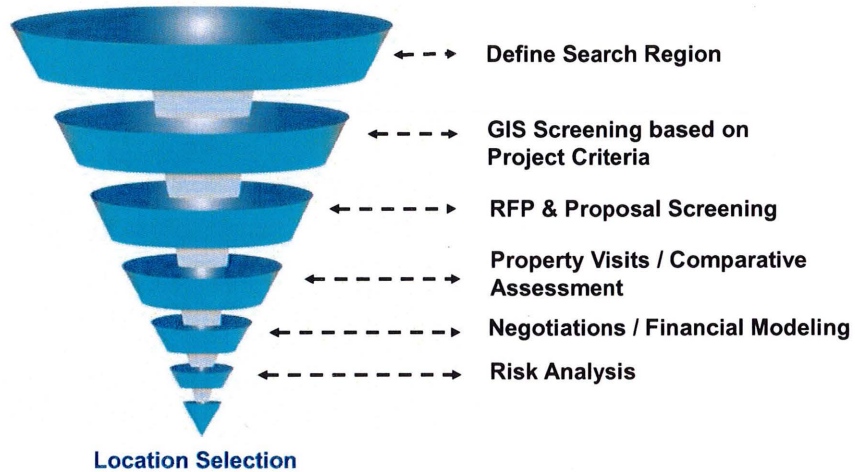 Define Search Region
GIS Screening based on
Project Criteria
RFP & Proposal Screening
Property Visits / Comparative
Assessment
Negotiations / Financial Modeling
Risk Analysis
Location Selection